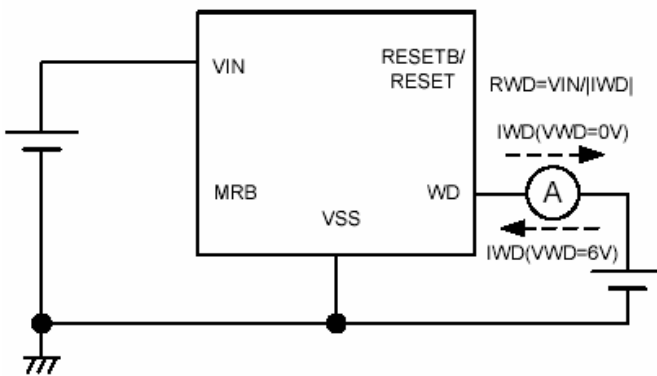 VIN
RESETB/
RESET
RWD=VIN/|IWD|
IWD(VWD=0V)
MRB
WD
A
VSS
IWD(VWD=6V)